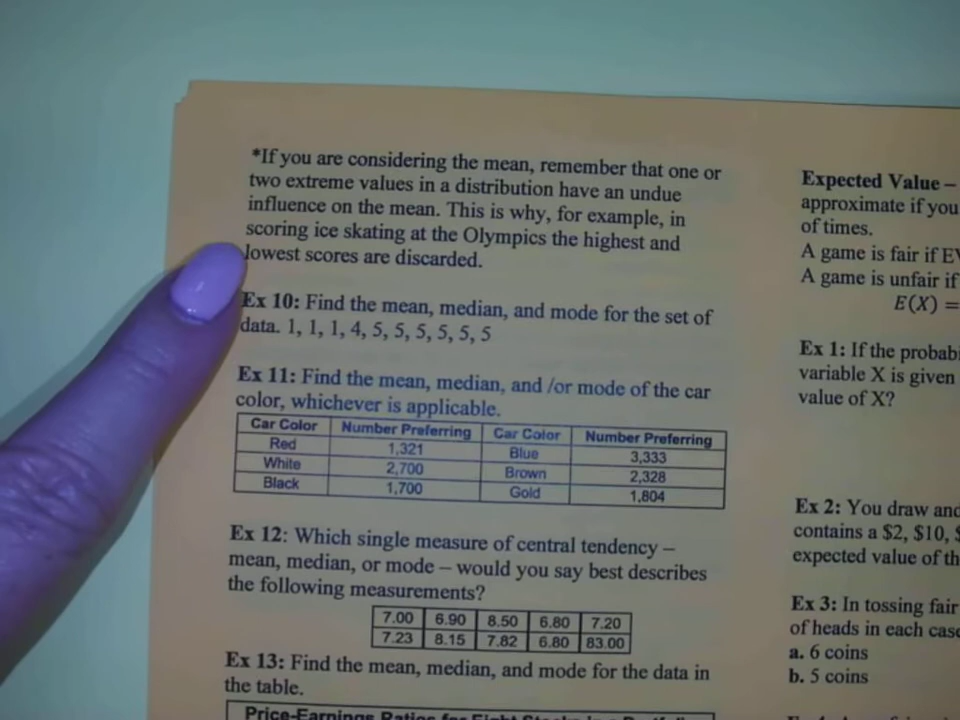 *If you are considering the mean, remember that one or
two extreme values in a distribution have an undue
influence on the mean. This is why, for example, in
scoring ice skating at the Olympics the highest and
lowest scores are discarded.
Ex 10: Find the mean, median, and mode for the set of
data. 1, 1, 1, 4, 5, 5, 5, 5, 5, 5
Ex 11: Find the mean, median, and /or mode of the car
color, whichever is applicable.
Car Color Number Preferring Car Color Number Preferring
Red 1,321 Blue 3,333
White 2,700 Brown 2,328
Black 1,700 Gold 1,804
Ex 12: Which single measure of central tendency –
mean, median, or mode – would you say best describes
the following measurements?
7.00 6.90 8.50 6.80 7.20
7.23 8.15 7.82 6.80 83.00
Ex 13: Find the mean, median, and mode for the data in
the table.
Price-Earnings Ratios for Eight Stocks in a
Expected Value –
approximate if you
of times.
A game is fair if
A game is unfair if
E(X) =
Ex 1: If the
variable X is given
value of X?
Ex 2: You draw
contains a $2, $10,
expected value of
Ex 3: In tossing fair
of heads in each
a. 6 coins
b. 5 coins